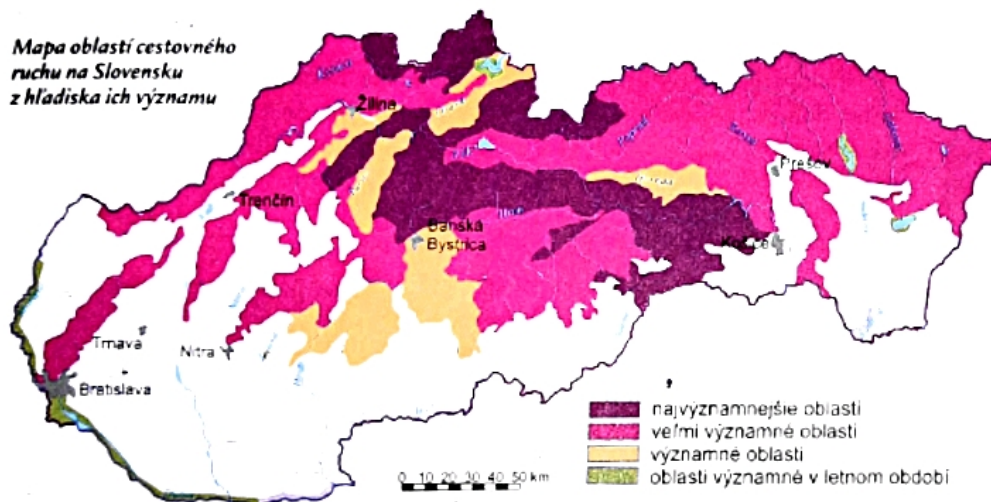 Mapa oblastí cestovného
ruchu na Slovensku
z hľadiska ich významu
Žilina
Prešov
Trenčín
Banská
Bystrica
Košice
Trnava
Nitra
Bratislava
najvýznamnejšie oblasti
veľmi významné oblasti
významné oblasti
oblasti významné v letnom období
0 10 20 30 40 50 km